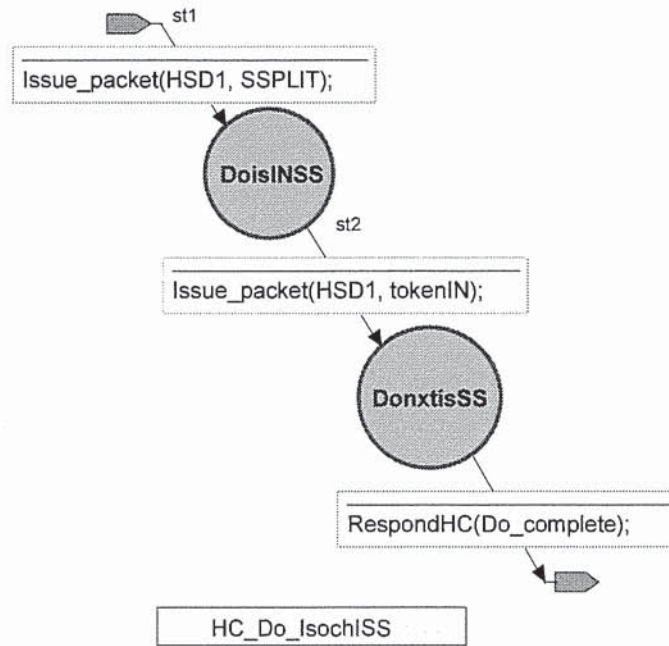 st1
Issue_packet(HSD1, SSPLIT);
DoisINSS
st2
Issue_packet(HSD1, tokenIN);
DonxtisSS
RespondHC(Do_complete);
HC_Do_IsochISS